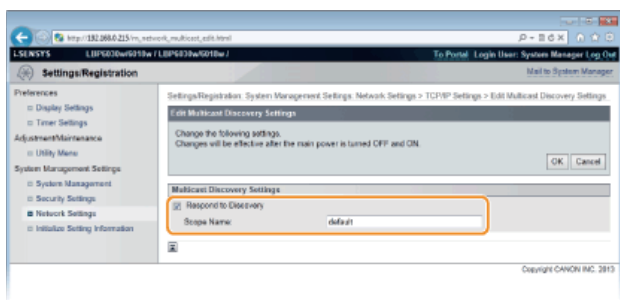 http://192.168.0.215/m_network_multicast_edit.html
LSENSYS LBP6030w/6018w / LBP6030w/6018w /
To Portal Login User: System Manager Log Out
Settings/Registration
Mail to System Manager
Preferences
Display Settings
Timer Settings
Adjustment/Maintenance
Utility Menu
System Management Settings
System Management
Security Settings
Network Settings
Initialize Setting Information
Settings/Registration: System Management Settings: Network Settings > TCP/IP Settings > Edit Multicast Discovery Settings
Edit Multicast Discovery Settings
Change the following settings.
Changes will be effective after the main power is turned OFF and ON.
OK Cancel
Multicast Discovery Settings
Respond to Discovery
Scope Name: default
Copyright CANON INC. 2013